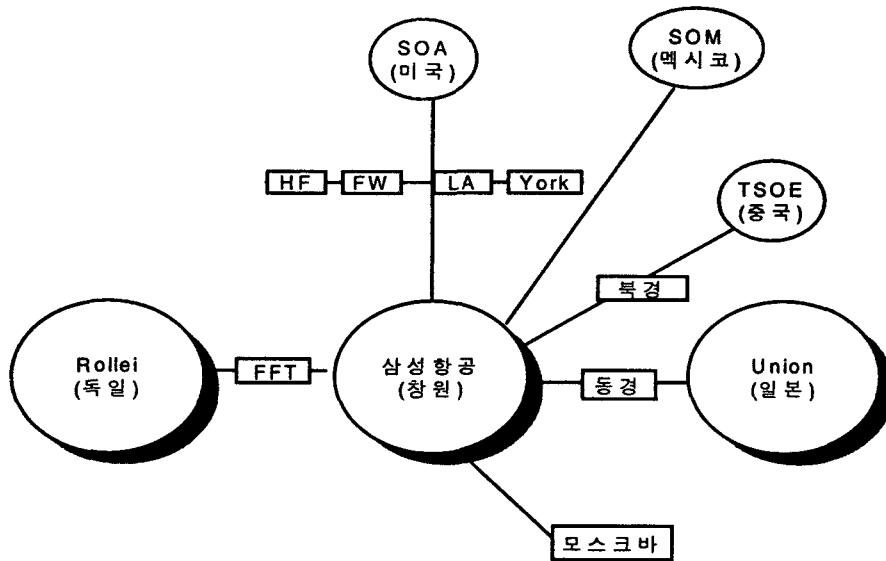 SOA
(미국)
SOM
(멕시코)
HF
FW
LA
York
TSOE
(중국)
북경
Rollei
(독일)
FFT
삼성항공
(창원)
동경
Union
(일본)
모스크바